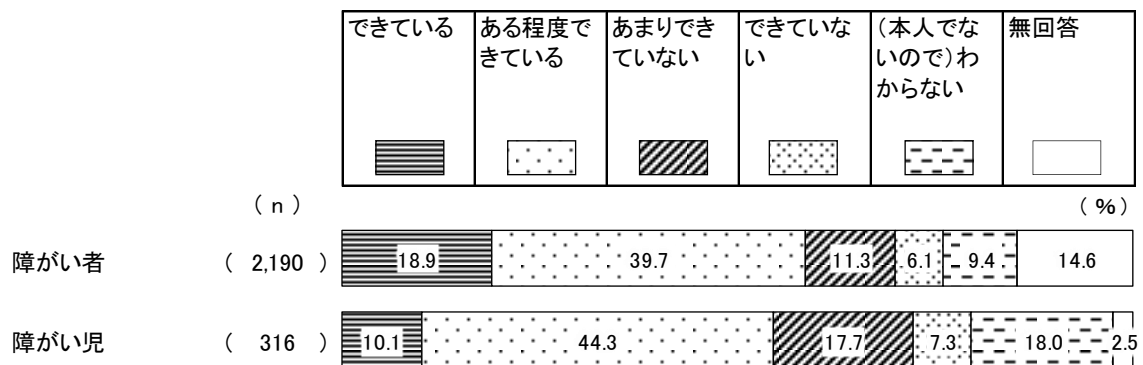 できている
ある程度で
きている
あまりでき
ていない
できていな
い
(本人でな
いので)わ
からない
無回答
(n)
(%)
障がい者 ( 2,190 ) 18.9 39.7 11.3 6.1 9.4 14.6
障がい児 ( 316 ) 10.1 44.3 17.7 7.3 18.0 2.5